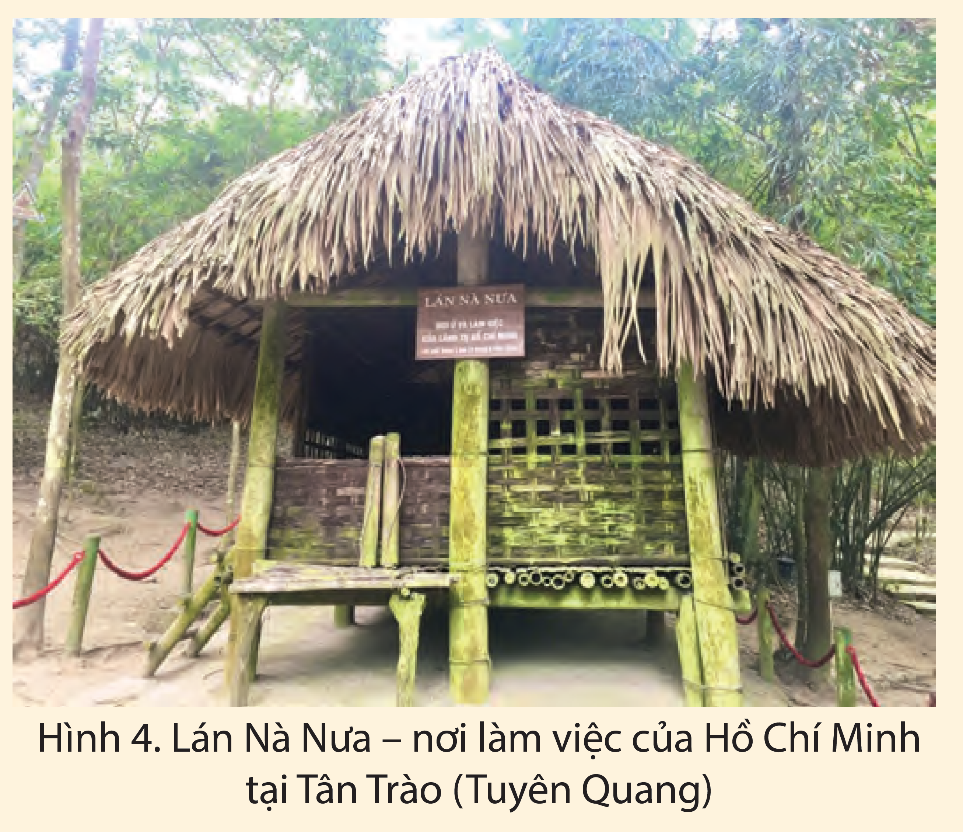 LÁN NÀ NƯA
NƠI Ở VÀ LÀM VIỆC
CỦA LÃNH TỤ HỒ CHÍ MINH
Hình 4. Lán Nà Nưa – nơi làm việc của Hồ Chí Minh
tại Tân Trào (Tuyên Quang)